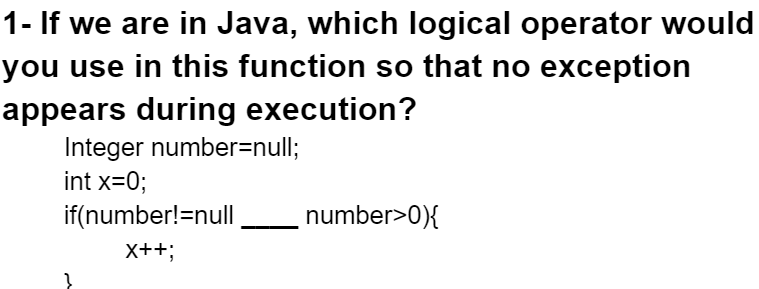 1- If we are in Java, which logical operator would
you use in this function so that no exception
appears during execution?
Integer number=null;
int x=0;
if(number!=null ____ number>0){
x++;
}